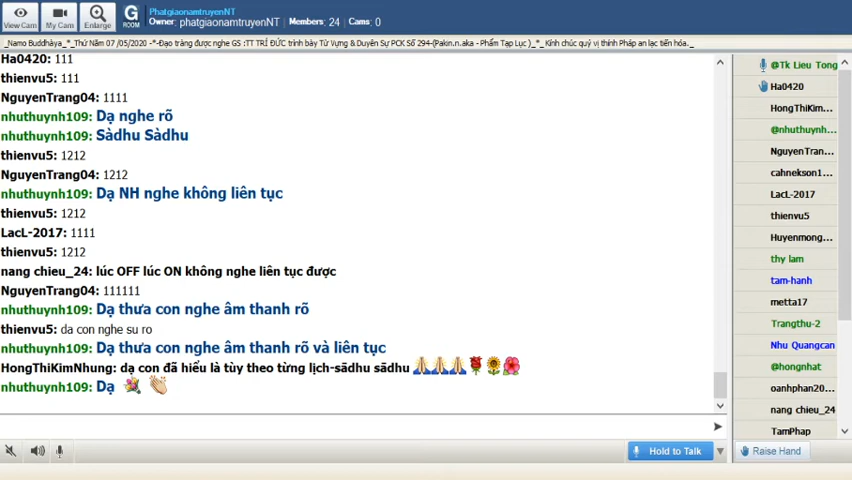 View Cam
My Cam
Enlarge
G
ROOM
PhatgiaonamtruyenNT
Owner: phatgiaonamtruyenNT Members: 24 Cams: 0
_Namo Buddhàya_*_Thứ Năm 07 /05/2020 -*-Đạo tràng được nghe GS :TT TRÍ ĐỨC trình bày Từ Vựng & Duyên Sự PCK Số 294-(Pakin.n.aka - Phẩm Tạp Lục )_*_ Kính chúc quý vị thính Pháp an lạc tiến hóa._
Ha0420: 111
thienvu5: 111
NguyenTrang04: 1111
nhuthuynh109: Dạ nghe rõ
nhuthuynh109: Sàdhu Sàdhu
thienvu5: 1212
NguyenTrang04: 1212
nhuthuynh109: Dạ NH nghe không liên tục
thienvu5: 1212
LacL-2017: 1111
thienvu5: 1212
nang chieu_24: lúc OFF lúc ON không nghe liên tục được
NguyenTrang04: 111111
nhuthuynh109: Dạ thưa con nghe âm thanh rõ
thienvu5: da con nghe su ro
nhuthuynh109: Dạ thưa con nghe âm thanh rõ và liên tục
HongThiKimNhung: dạ con đã hiểu là tùy theo từng lịch-sādhu sādhu 🙏🙏🙏🌹🌻🌺
nhuthuynh109: Dạ 💐 👏
@Tk Lieu Tong
Ha0420
HongThiKim...
@nhuthuynh...
NguyenTran...
cahnekson1...
LacL-2017
thienvu5
Huyenmong...
thy lam
tam-hanh
metta17
Trangthu-2
Nhu Quangcan
@hongnhat
oanhphan20...
nang chieu_24
TamPhap
Hold to Talk
Raise Hand